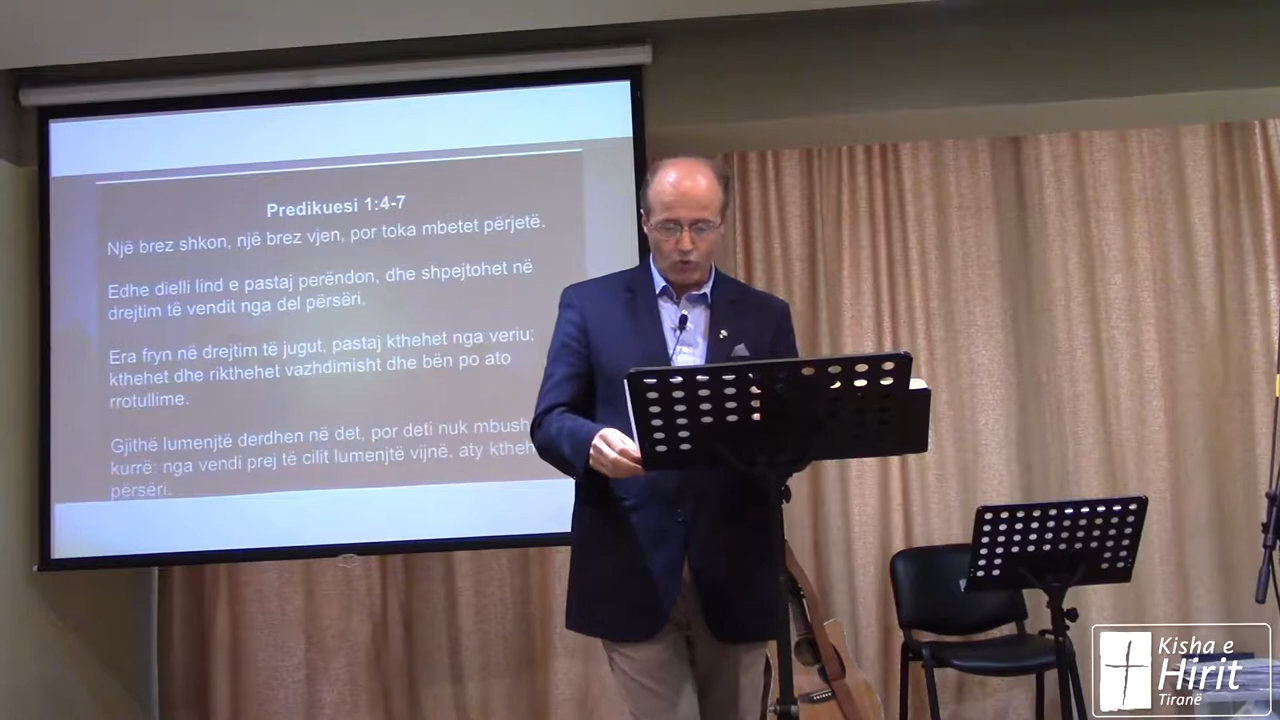 Predikuesi 1:4-7
Një brez shkon, një brez vjen, por toka mbetet përjetë.
Edhe dielli lind e pastaj perëndon, dhe shpejtohet në
drejtim të vendit nga del përsëri.
Era fryn në drejtim të jugut, pastaj kthehet nga veriu;
kthehet dhe rikthehet vazhdimisht dhe bën po ato
rrotullime.
Gjithë lumenjtë derdhen në det, por deti nuk mbush
kurrë; nga vendi prej të cilit lumenjtë vijnë, atyktheh
përsëri.
Kisha e
Hirit
Tiranë